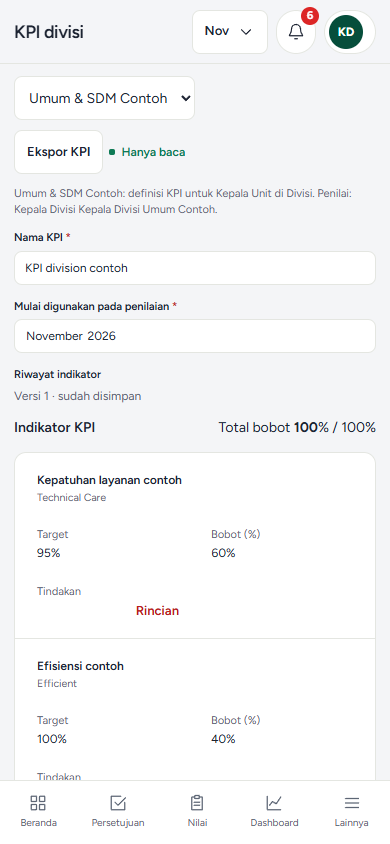 KPI divisi
Nov
6
KD
Umum & SDM Contoh
Ekspor KPI
Hanya baca
Umum & SDM Contoh: definisi KPI untuk Kepala Unit di Divisi. Penilai:
Kepala Divisi Kepala Divisi Umum Contoh.
Nama KPI *
KPI division contoh
Mulai digunakan pada penilaian *
November 2026
Riwayat indikator
Versi 1 · sudah disimpan
Indikator KPI
Total bobot 100% / 100%
Kepatuhan layanan contoh
Technical Care
Target
Bobot (%)
95%
60%
Tindakan
Rincian
Efisiensi contoh
Efficient
Target
Bobot (%)
100%
40%
Tindakan
Beranda
Persetujuan
Nilai
Dashboard
Lainnya